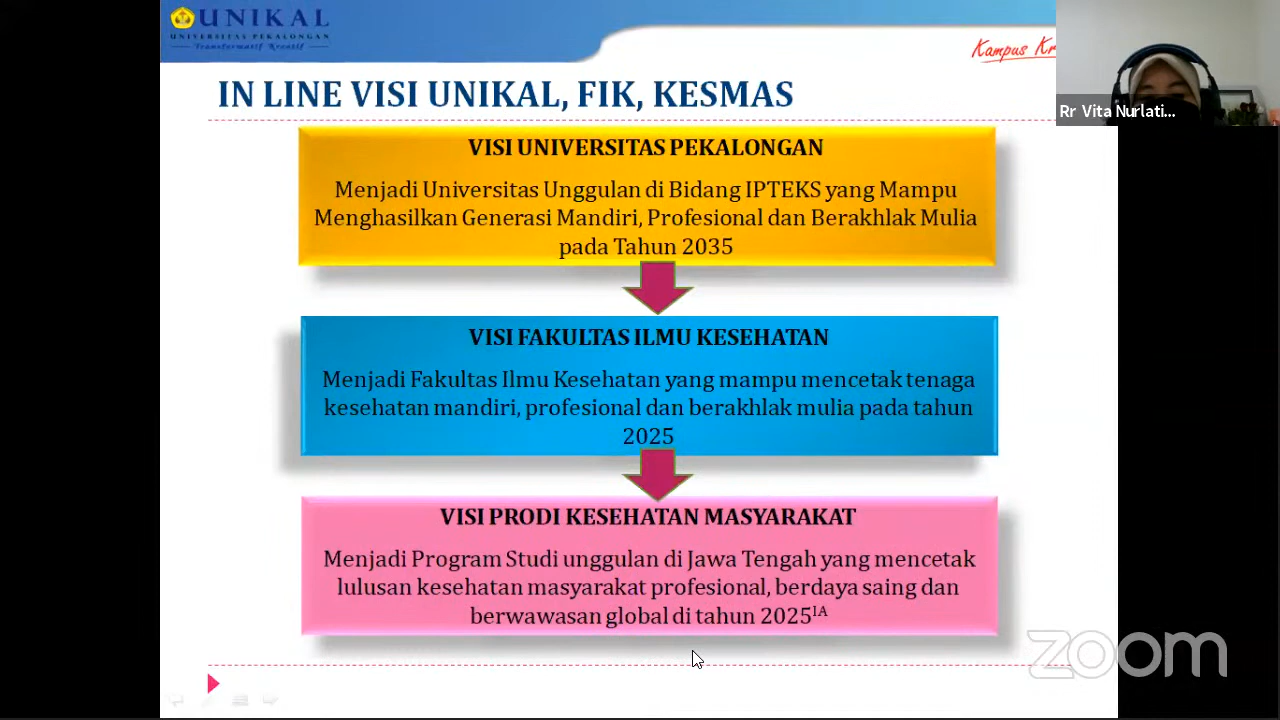 UNIKAL
UNIVERSITAS PEKALONGAN
Transformatif Kreatif
Kampus Kr
Rr Vita Nurlati...
IN LINE VISI UNIKAL, FIK, KESMAS
VISI UNIVERSITAS PEKALONGAN
Menjadi Universitas Unggulan di Bidang IPTEKS yang Mampu
Menghasilkan Generasi Mandiri, Profesional dan Berakhlak Mulia
pada Tahun 2035
VISI FAKULTAS ILMU KESEHATAN
Menjadi Fakultas Ilmu Kesehatan yang mampu mencetak tenaga
kesehatan mandiri, profesional dan berakhlak mulia pada tahun
2025
VISI PRODI KESEHATAN MASYARAKAT
Menjadi Program Studi unggulan di Jawa Tengah yang mencetak
lulusan kesehatan masyarakat profesional, berdaya saing dan
berwawasan global di tahun 2025IA
zoom